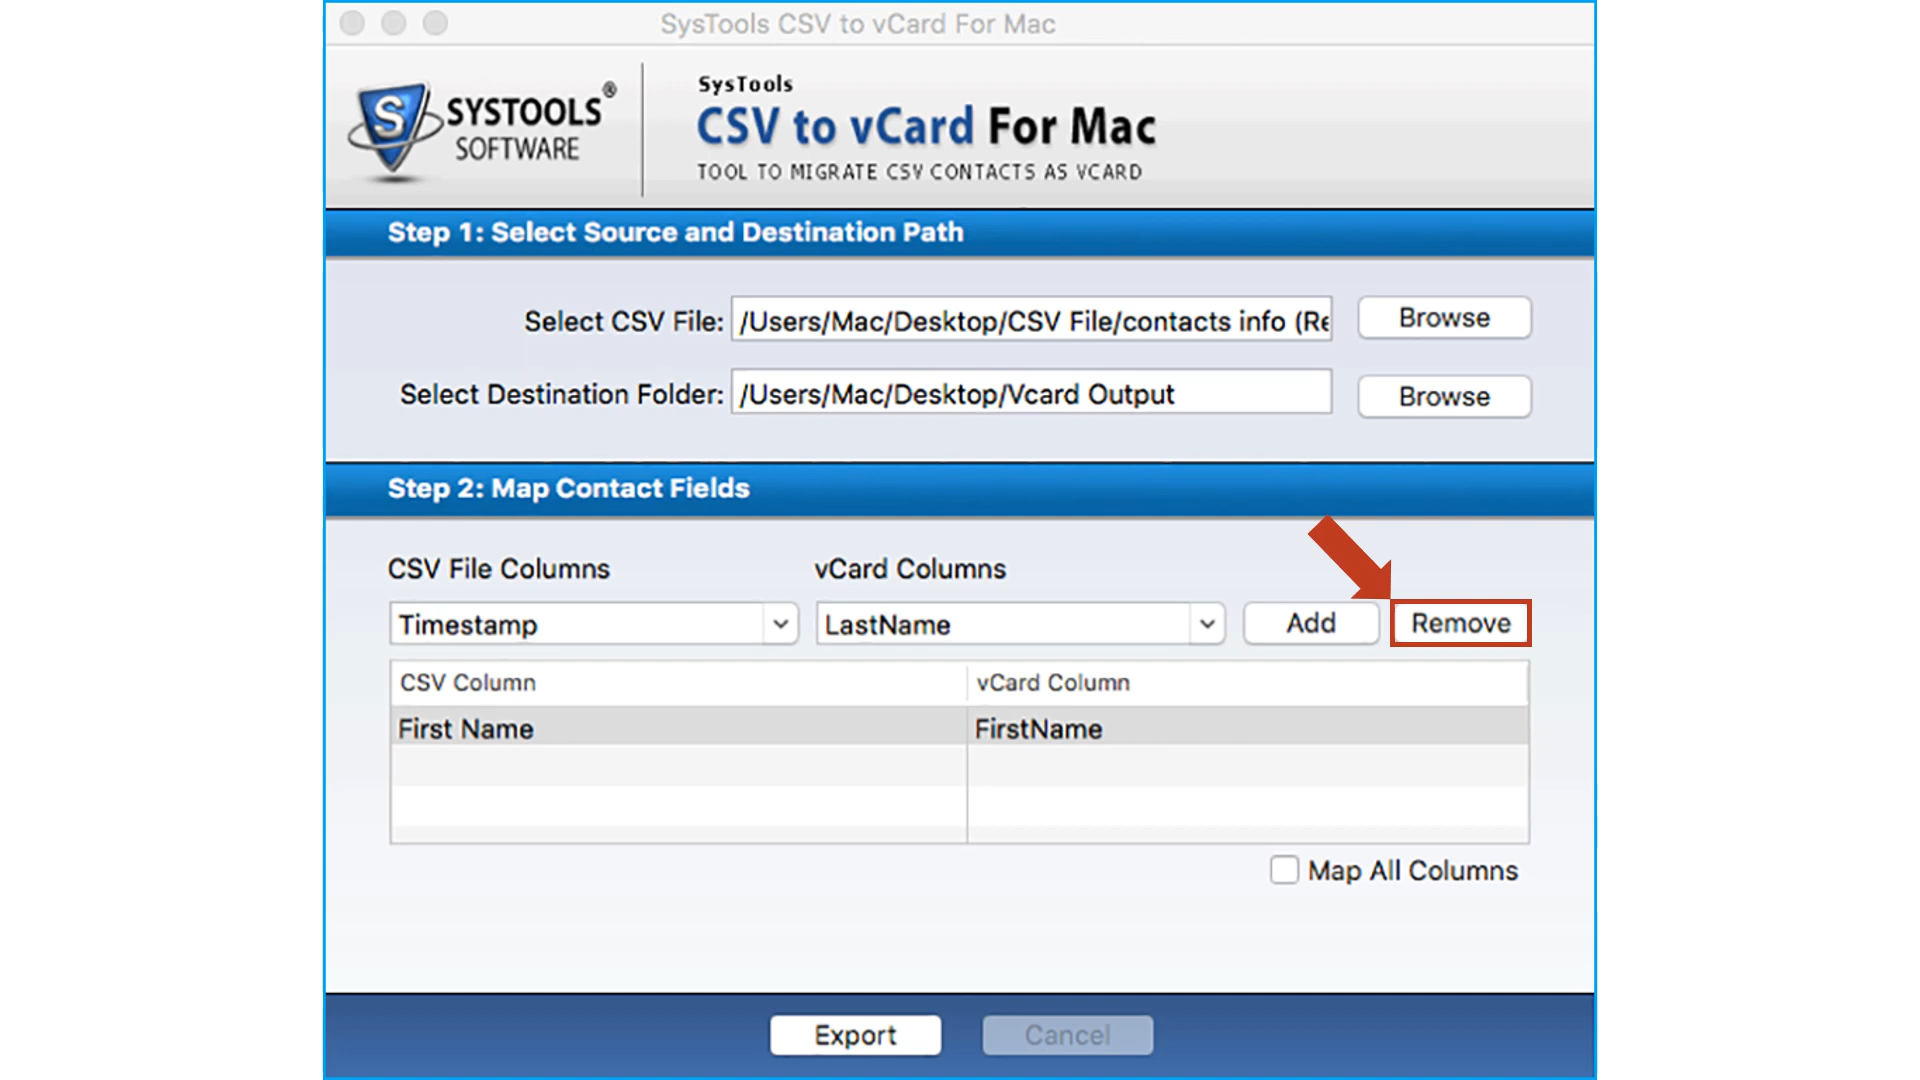 SysTools CSV to vCard For Mac
S SYSTOOLS®
SOFTWARE
SysTools
CSV to vCard For Mac
TOOL TO MIGRATE CSV CONTACTS AS VCARD
Step 1: Select Source and Destination Path
Select CSV File: /Users/Mac/Desktop/CSV File/contacts info (Re Browse
Select Destination Folder: /Users/Mac/Desktop/Vcard Output Browse
Step 2: Map Contact Fields
CSV File Columns vCard Columns
Timestamp LastName Add Remove
CSV Column vCard Column
First Name FirstName
Map All Columns
Export Cancel